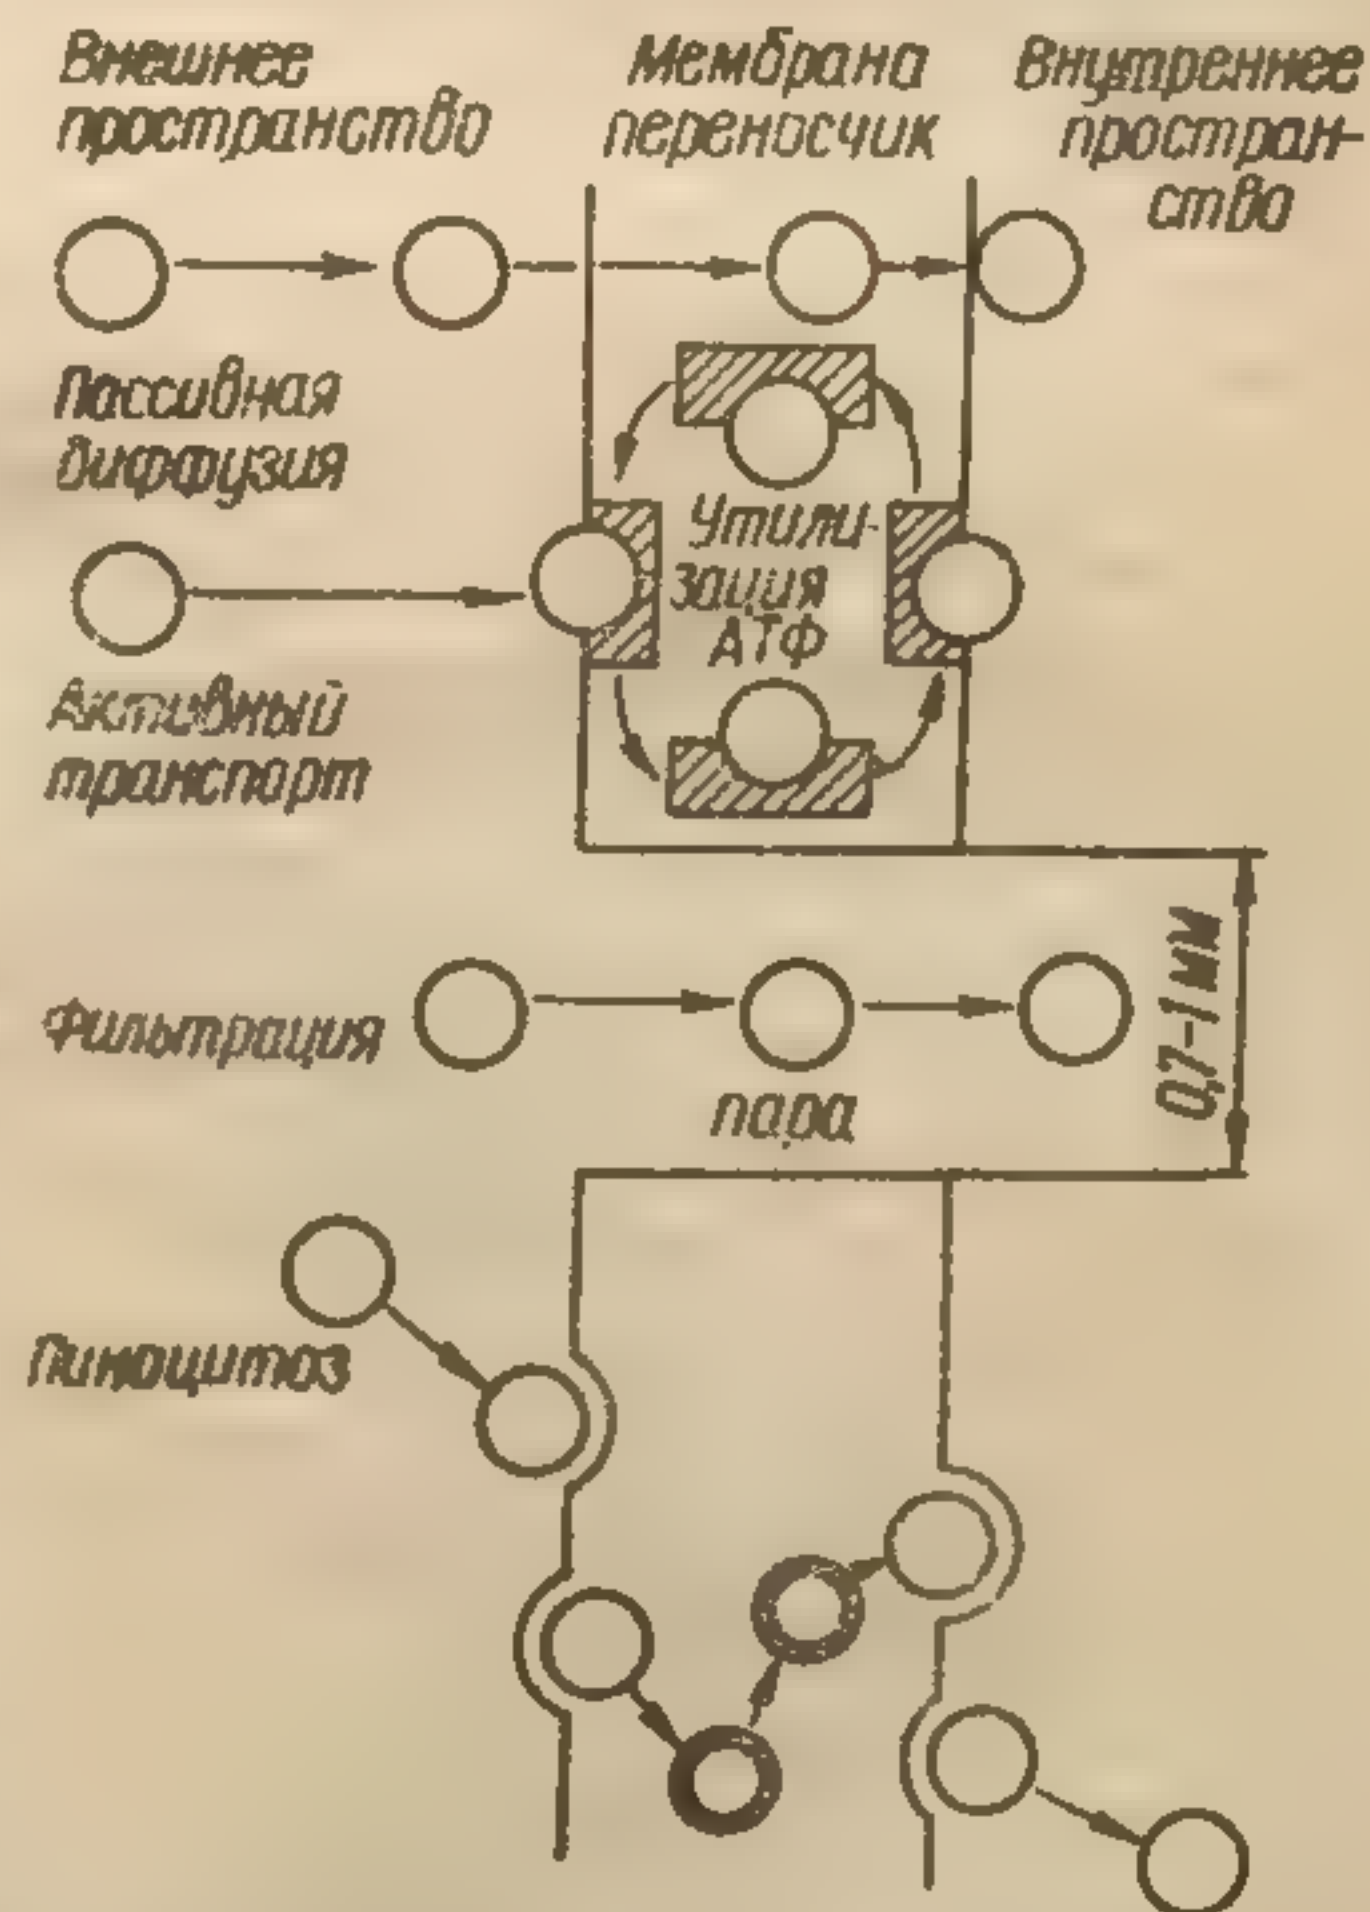 Внешнее
пространство
Мембрана
переносчик
Внутреннее
простран-
ство
Пассивная
диффузия
Утили-
зация
АТФ
Активный
транспорт
0,7-1 мм
Фильтрация
пара
Пиноцитоз